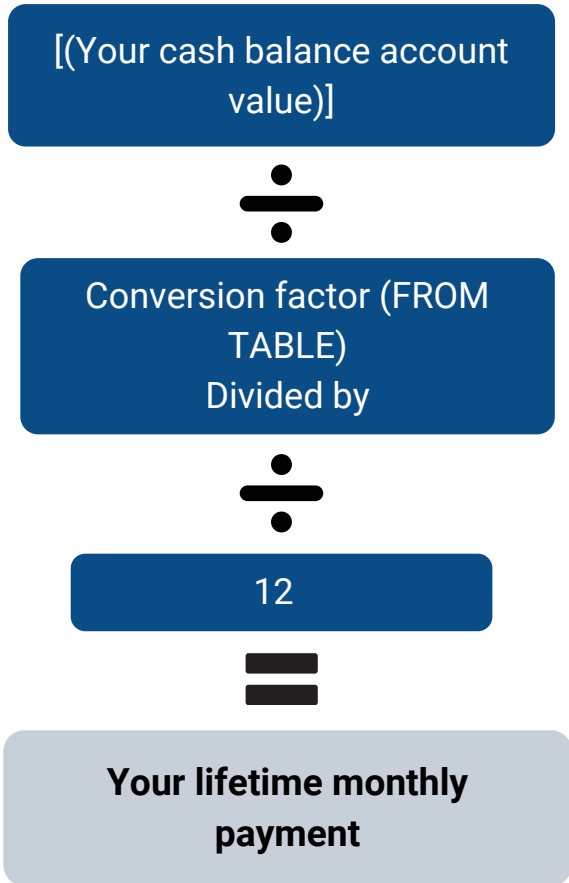 [(Your cash balance account
value)]
÷
Conversion factor (FROM
TABLE)
Divided by
÷
12
=
Your lifetime monthly
payment